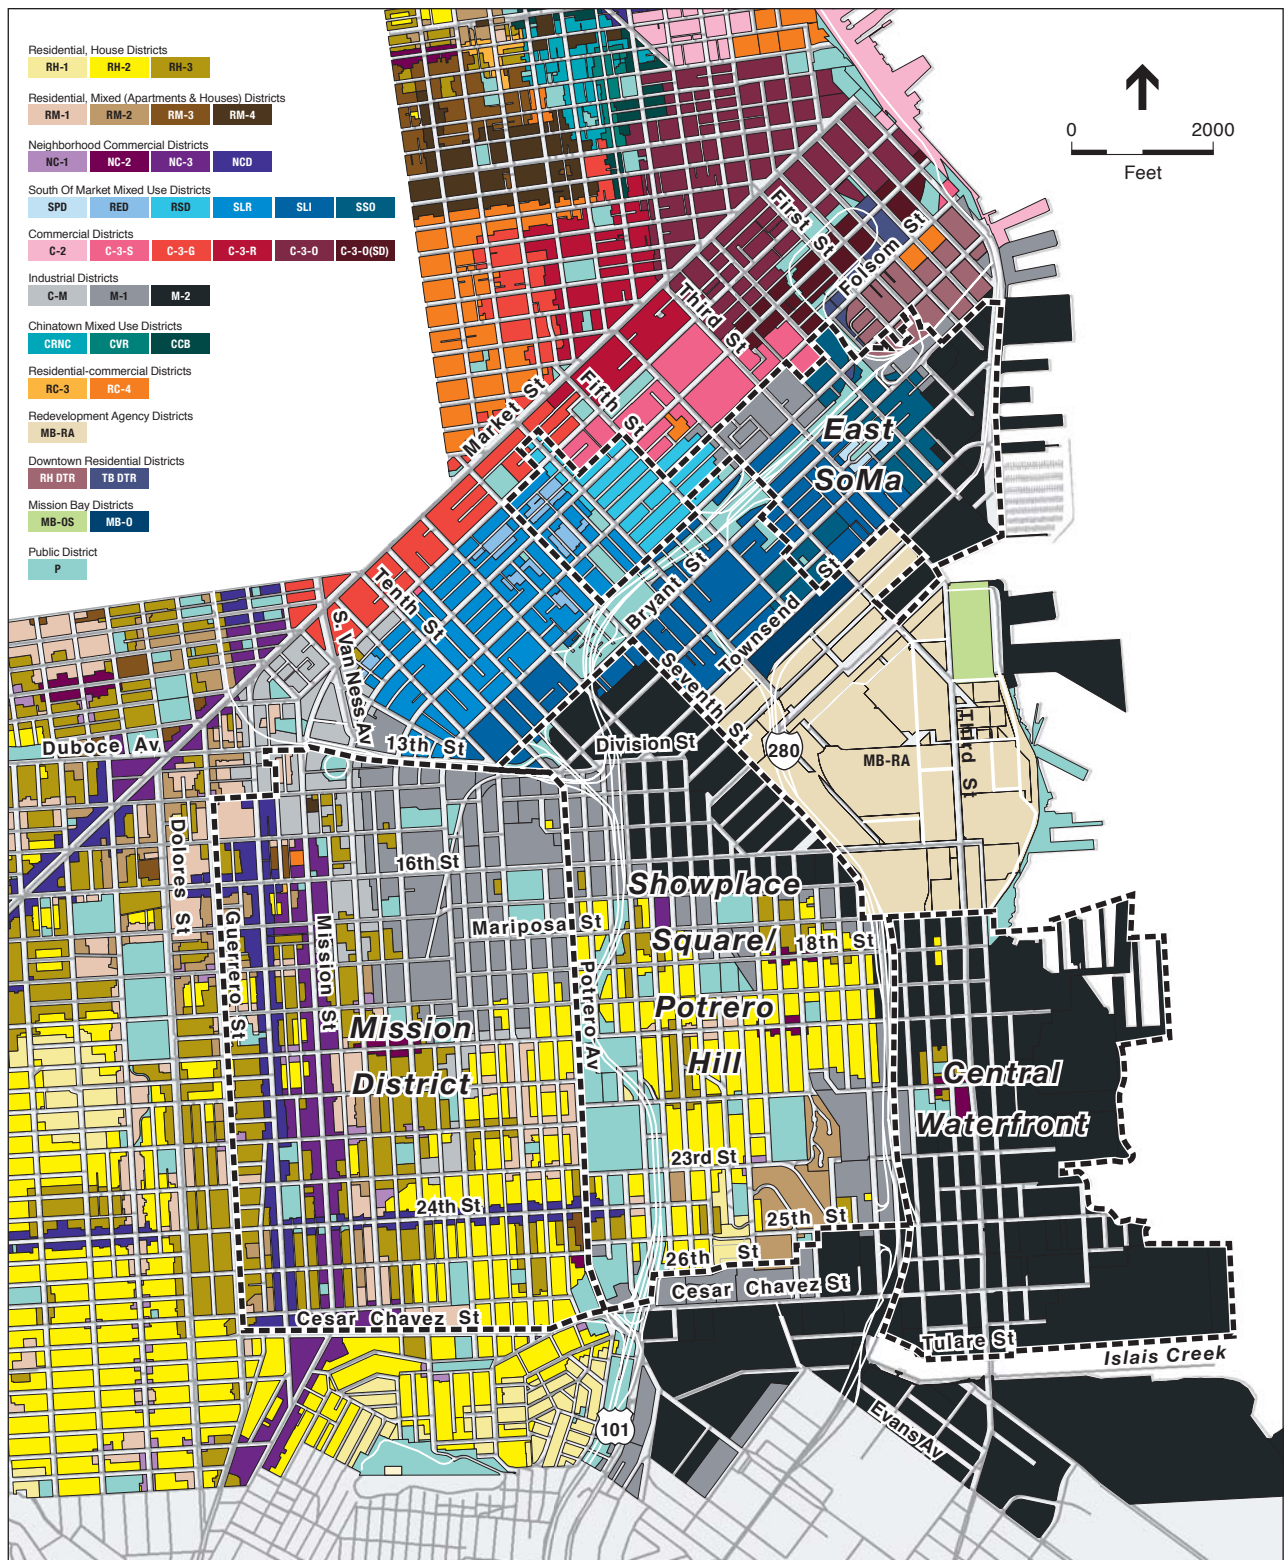 Residential, House Districts
RH-1 RH-2 RH-3
Residential, Mixed (Apartments & Houses) Districts
RM-1 RM-2 RM-3 RM-4
Neighborhood Commercial Districts
NC-1 NC-2 NC-3 NCD
South Of Market Mixed Use Districts
SPD RED RSD SLR SLI SSO
Commercial Districts
C-2 C-3-S C-3-G C-3-R C-3-O C-3-O(SD)
Industrial Districts
C-M M-1 M-2
Chinatown Mixed Use Districts
CRNC CVR CCB
Residential-commercial Districts
RC-3 RC-4
Redevelopment Agency Districts
MB-RA
Downtown Residential Districts
RH DTR TB DTR
Mission Bay Districts
MB-OS MB-O
Public District
P
0 2000
Feet
First St
Folsom St
Third St
Market St
Fifth St
East
SoMa
Tenth St
Bryant St
Townsend St
S. Van Ness Av
Seventh St
Duboce Av
13th St
Division St
280
MB-RA
Third St
Dolores St
16th St
Showplace
Square/
Potrero
Hill
Guerrero St
Mission St
Mariposa St
18th St
Potrero Av
Mission
District
Central
Waterfront
23rd St
24th St
25th St
26th St
Cesar Chavez St
Cesar Chavez St
Tulare St
Islais Creek
101
Evans Av